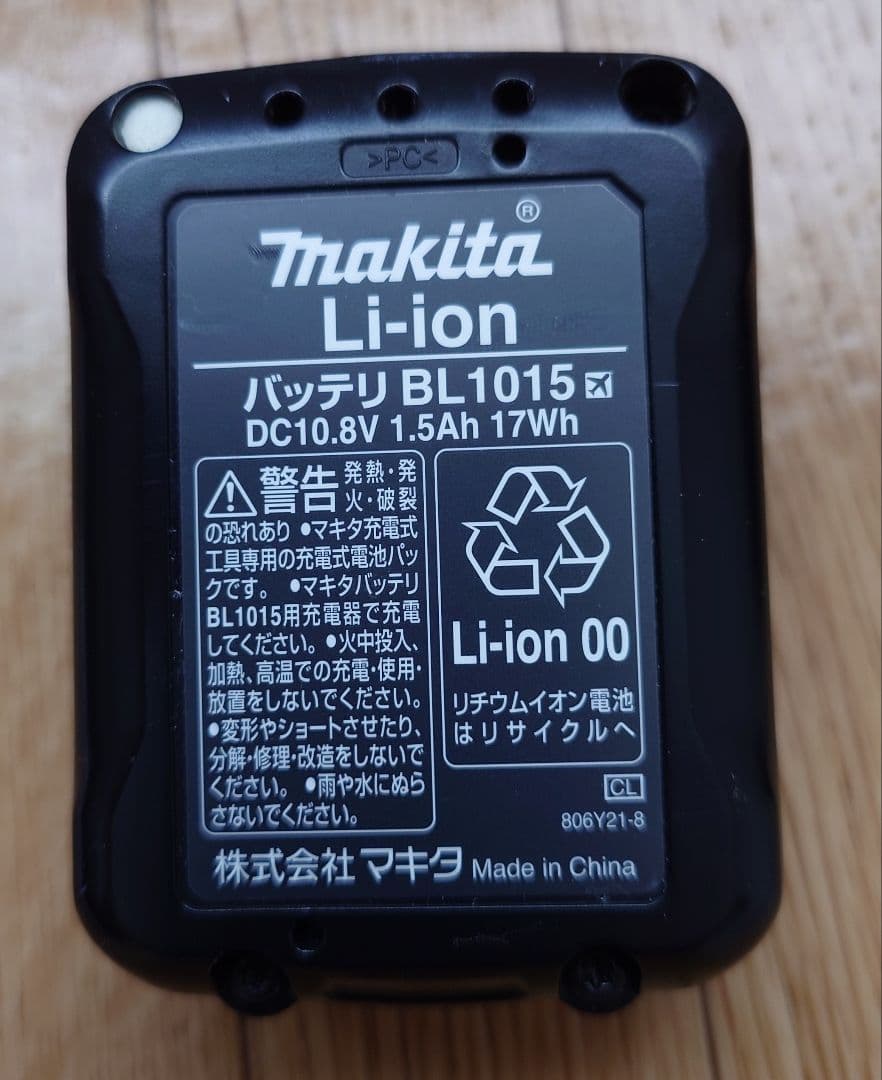 >PC<
makita®
Li-ion
バッテリ BL1015
DC10.8V 1.5Ah 17Wh
警告 発熱・発
火・破裂
の恐れあり ●マキタ充電式
工具専用の充電式電池パッ
クです。 ●マキタバッテリ
BL1015用充電器で充電
してください。●火中投入、
加熱、高温での充電・使用・
放置をしないでください。
●変形やショートさせたり、
分解・修理・改造をしないで
ください。 ●雨や水にぬら
さないでください。
Li-ion 00
リチウムイオン電池
はリサイクルへ
CL
806Y21-8
株式会社マキタ Made in China